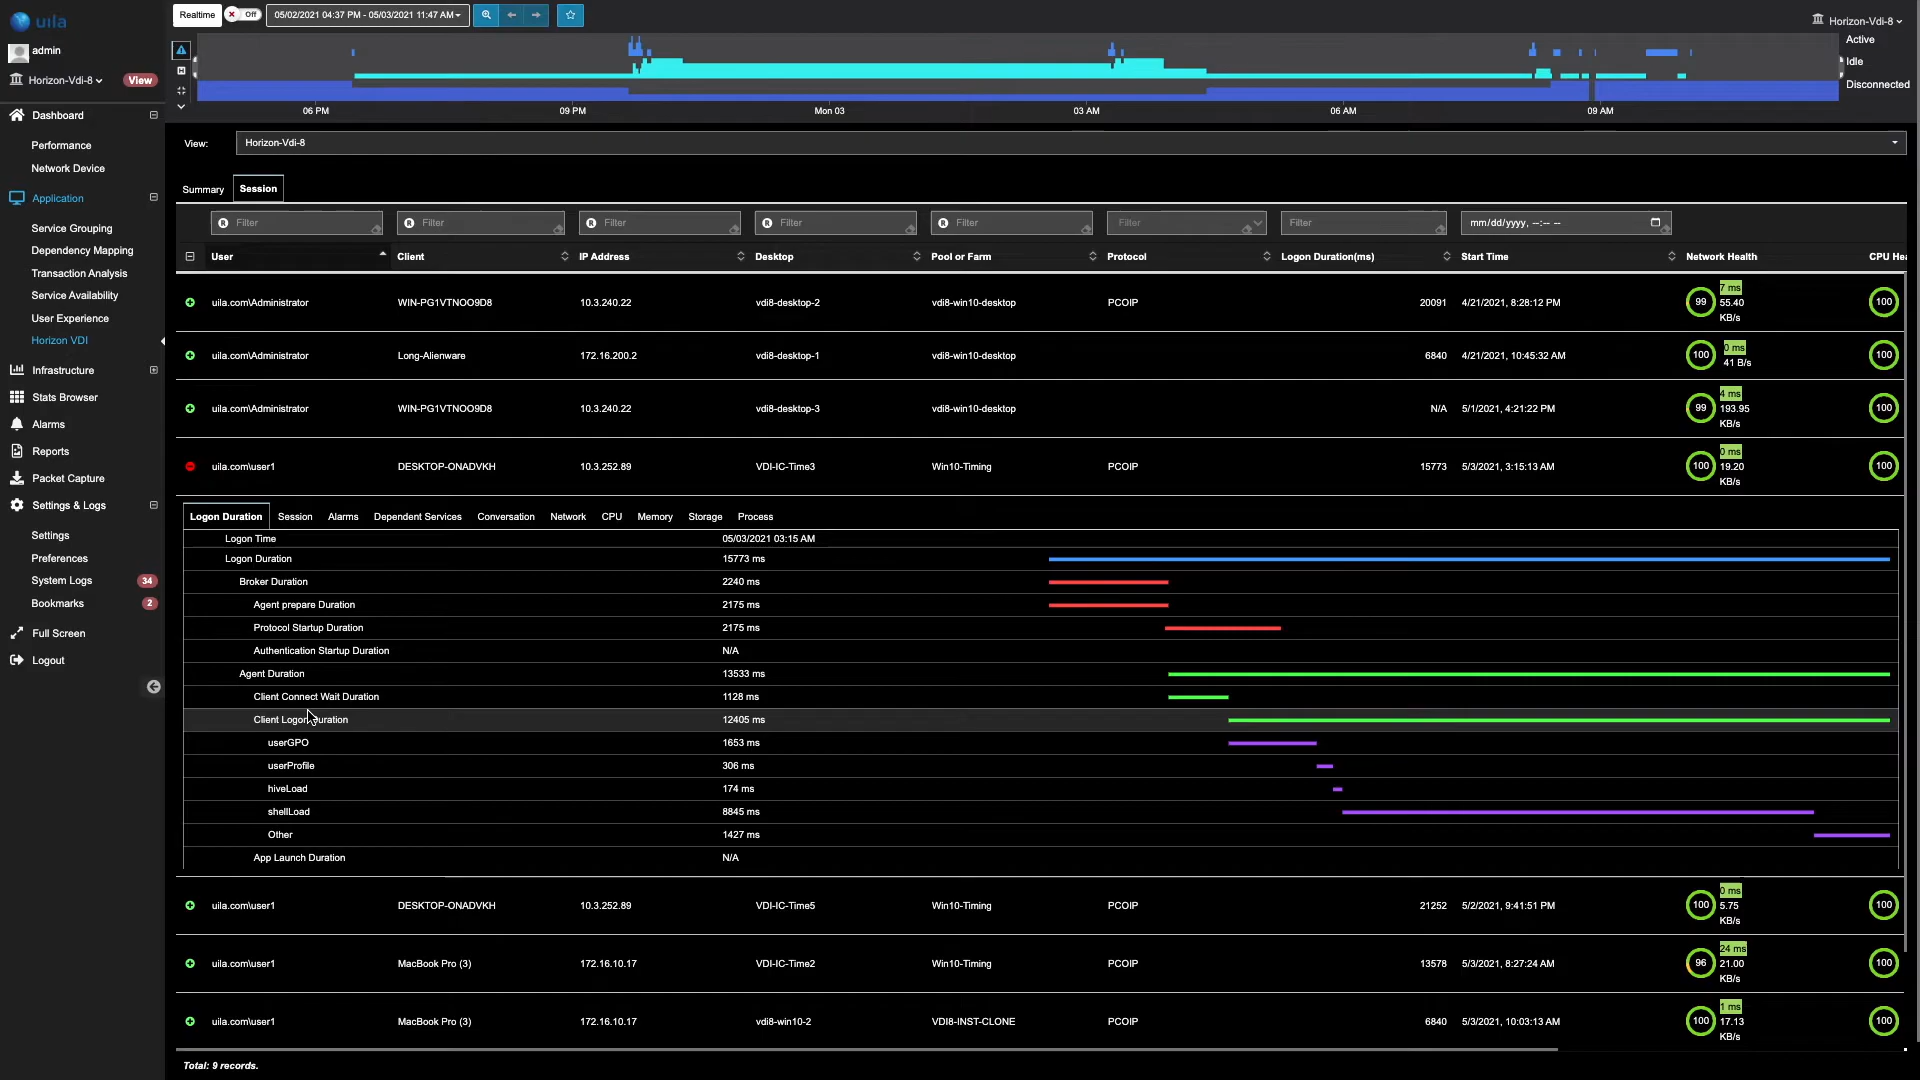 uila
admin
Horizon-Vdi-8
View
Dashboard
Performance
Network Device
Application
Service Grouping
Dependency Mapping
Transaction Analysis
Service Availability
User Experience
Horizon VDI
Infrastructure
Stats Browser
Alarms
Reports
Packet Capture
Settings & Logs
Settings
Preferences
System Logs 34
Bookmarks 2
Full Screen
Logout
Realtime Off 05/02/2021 04:37 PM - 05/03/2021 11:47 AM
Horizon-Vdi-8
Active
Idle
Disconnected
06 PM 09 PM Mon 03 03 AM 06 AM 09 AM
View: Horizon-Vdi-8
Summary Session
R Filter R Filter R Filter R Filter R Filter Filter Filter mm/dd/yyyy, --:-- --
User Client IP Address Desktop Pool or Farm Protocol Logon Duration(ms) Start Time Network Health CPU Hea
7 ms
uila.com\Administrator WIN-PG1VTNOO9D8 10.3.240.22 vdi8-desktop-2 vdi8-win10-desktop PCOIP 20091 4/21/2021, 8:28:12 PM 99 55.40 100
KB/s
0 ms
uila.com\Administrator Long-Alienware 172.16.200.2 vdi8-desktop-1 vdi8-win10-desktop 6840 4/21/2021, 10:45:32 AM 100 100
41 B/s
4 ms
uila.com\Administrator WIN-PG1VTNOO9D8 10.3.240.22 vdi8-desktop-3 vdi8-win10-desktop N/A 5/1/2021, 4:21:22 PM 99 193.95 100
KB/s
0 ms
uila.com\user1 DESKTOP-ONADVKH 10.3.252.89 VDI-IC-Time3 Win10-Timing PCOIP 15773 5/3/2021, 3:15:13 AM 100 19.20 100
KB/s
Logon Duration Session Alarms Dependent Services Conversation Network CPU Memory Storage Process
Logon Time 05/03/2021 03:15 AM
Logon Duration 15773 ms
Broker Duration 2240 ms
Agent prepare Duration 2175 ms
Protocol Startup Duration 2175 ms
Authentication Startup Duration N/A
Agent Duration 13533 ms
Client Connect Wait Duration 1128 ms
Client Logon Duration 12405 ms
userGPO 1653 ms
userProfile 306 ms
hiveLoad 174 ms
shellLoad 8845 ms
Other 1427 ms
App Launch Duration N/A
0 ms
uila.com\user1 DESKTOP-ONADVKH 10.3.252.89 VDI-IC-Time5 Win10-Timing PCOIP 21252 5/2/2021, 9:41:51 PM 100 5.75 100
KB/s
24 ms
uila.com\user1 MacBook Pro (3) 172.16.10.17 VDI-IC-Time2 Win10-Timing PCOIP 13578 5/3/2021, 8:27:24 AM 96 21.00 100
KB/s
1 ms
uila.com\user1 MacBook Pro (3) 172.16.10.17 vdi8-win10-2 VDI8-INST-CLONE PCOIP 6840 5/3/2021, 10:03:13 AM 100 17.13 100
KB/s
Total: 9 records.